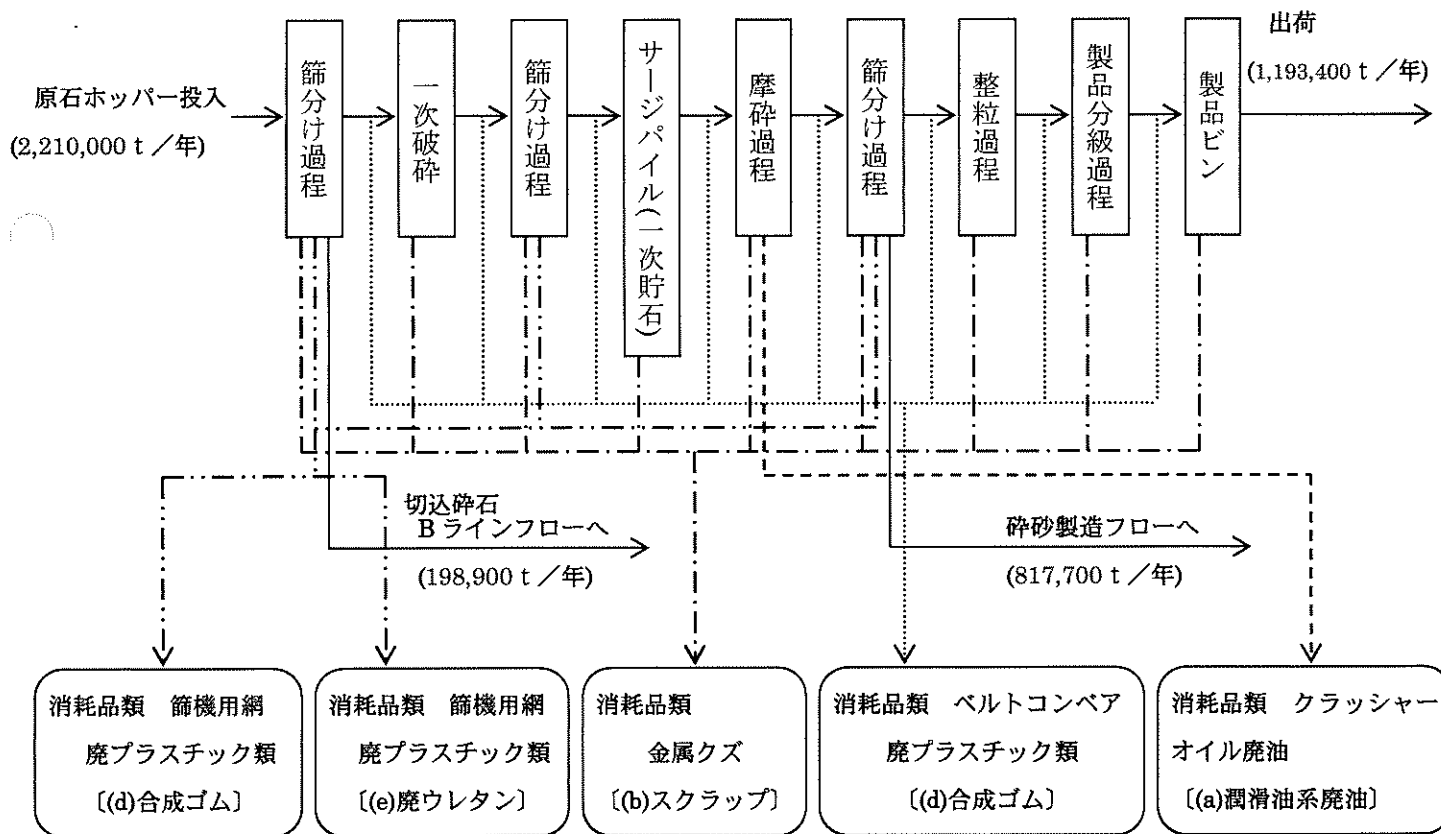 原石ホッパー投入
(2,210,000 t ／年)
篩分け過程
一次破砕
篩分け過程
サージパイル(一次貯石)
摩砕過程
篩分け過程
整粒過程
製品分級過程
製品ビン
出荷
(1,193,400 t ／年)
切込砕石
B ラインフローへ
(198,900 t ／年)
砕砂製造フローへ
(817,700 t ／年)
消耗品類　篩機用網
廃プラスチック類
〔(d)合成ゴム〕
消耗品類　篩機用網
廃プラスチック類
〔(e)廃ウレタン〕
消耗品類
金属クズ
〔(b)スクラップ〕
消耗品類　ベルトコンベア
廃プラスチック類
〔(d)合成ゴム〕
消耗品類　クラッシャー
オイル廃油
〔(a)潤滑油系廃油〕